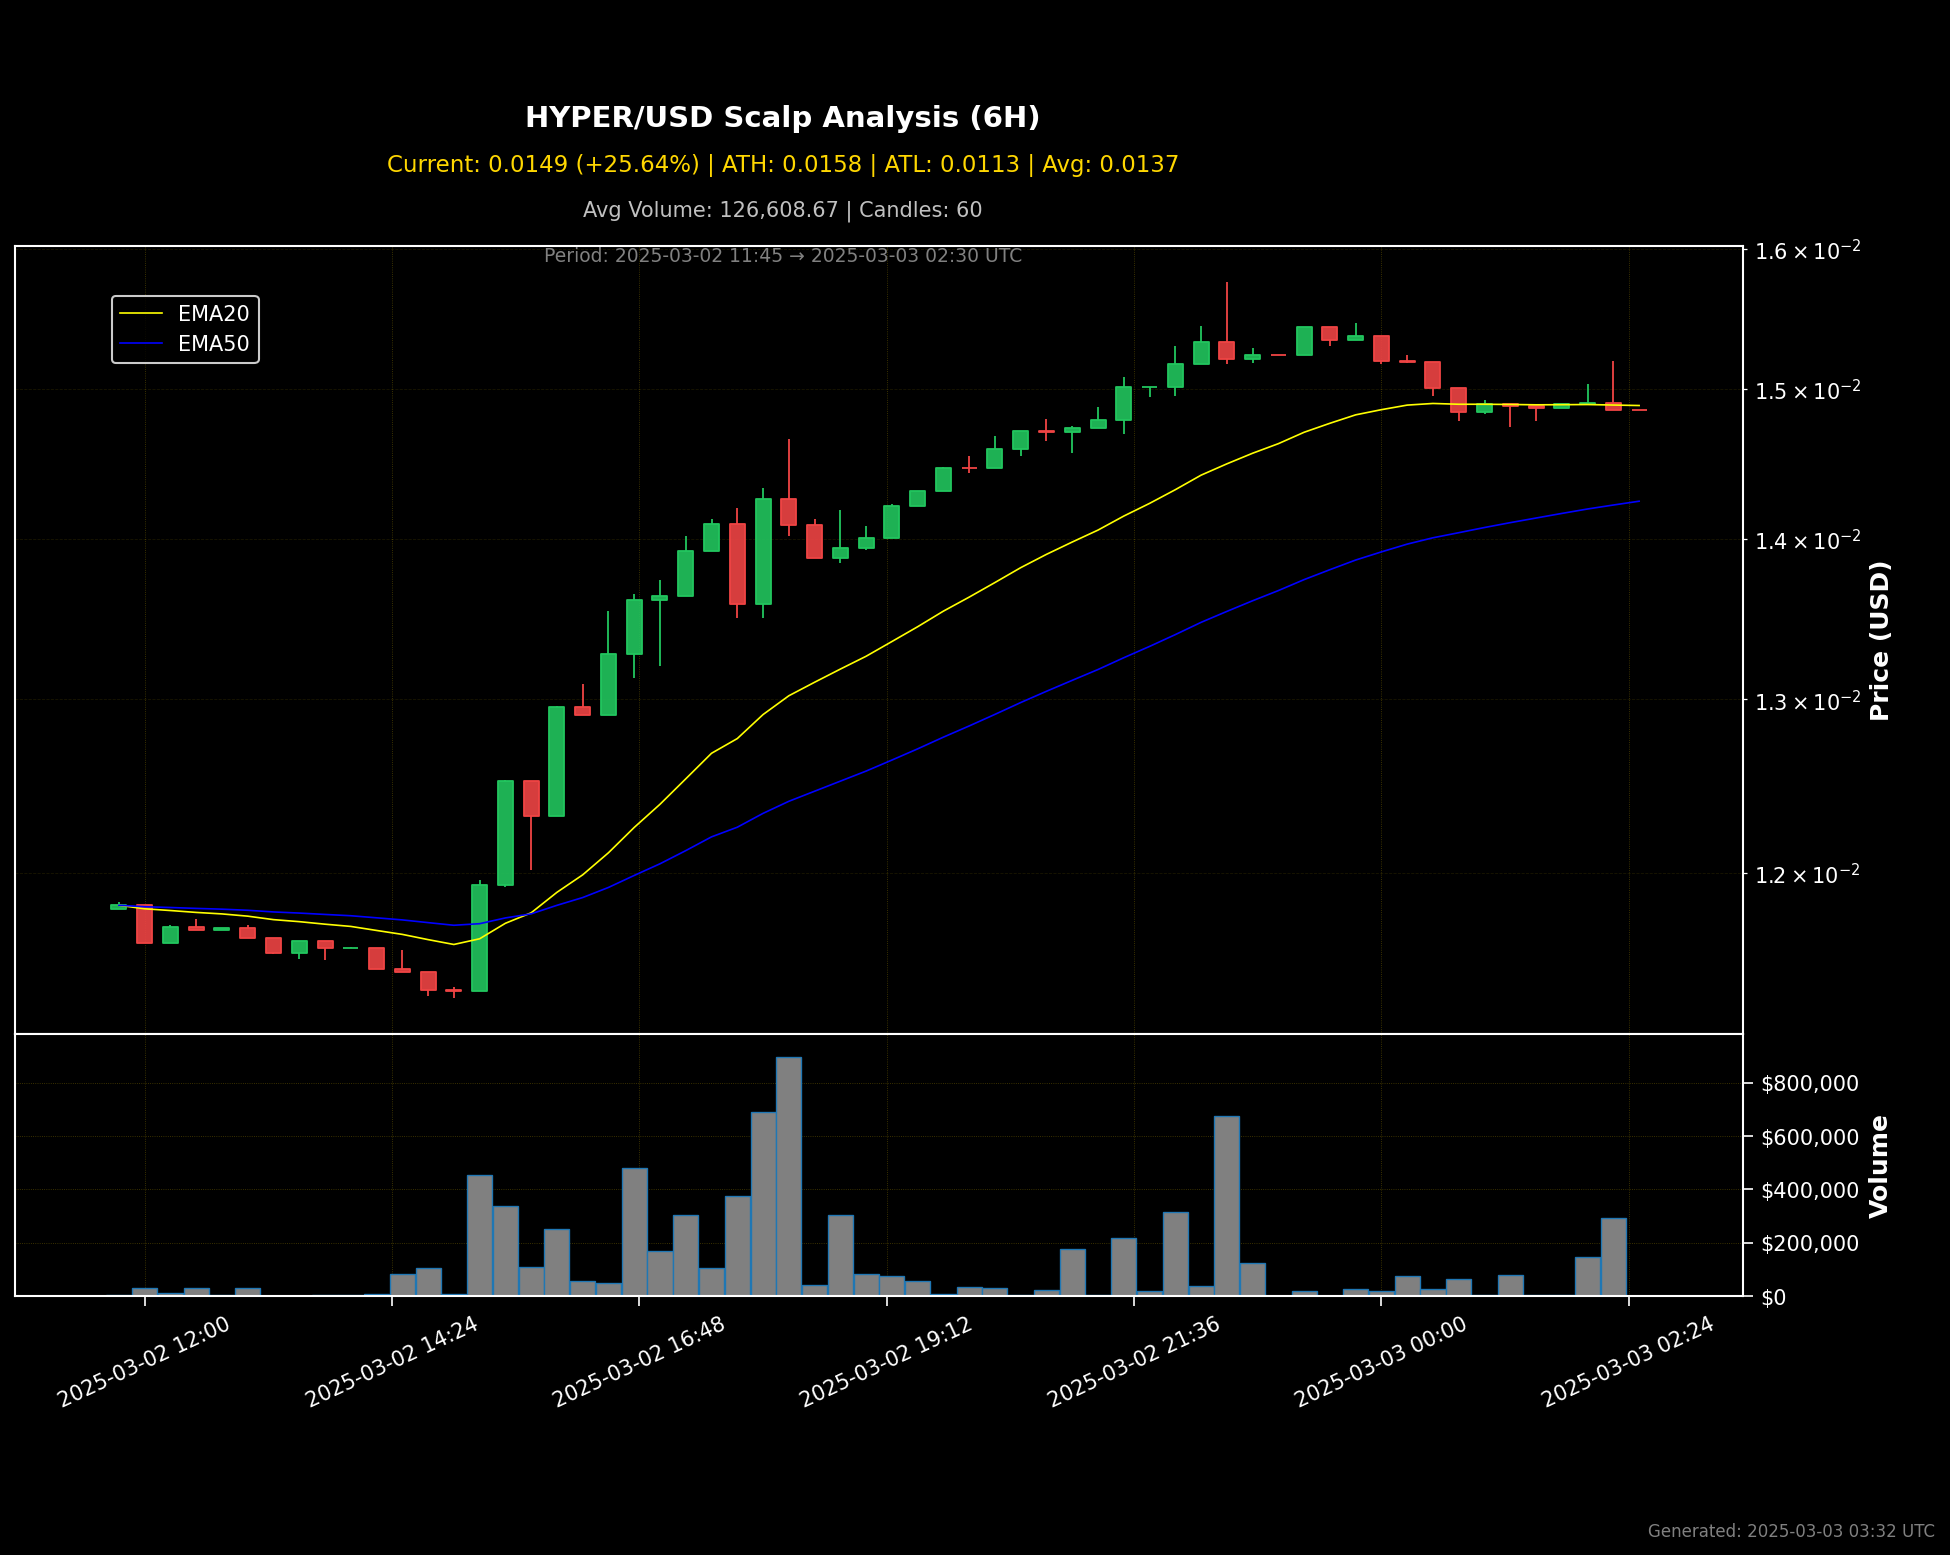 HYPER/USD Scalp Analysis (6H)
Current: 0.0149 (+25.64%) | ATH: 0.0158 | ATL: 0.0113 | Avg: 0.0137
Avg Volume: 126,608.67 | Candles: 60
Period: 2025-03-02 11:45 → 2025-03-03 02:30 UTC
EMA20
EMA50
1.6 × 10⁻²
1.5 × 10⁻²
1.4 × 10⁻²
1.3 × 10⁻²
1.2 × 10⁻²
Price (USD)
$800,000
$600,000
$400,000
$200,000
$0
Volume
2025-03-02 12:00
2025-03-02 14:24
2025-03-02 16:48
2025-03-02 19:12
2025-03-02 21:36
2025-03-03 00:00
2025-03-03 02:24
Generated: 2025-03-03 03:32 UTC